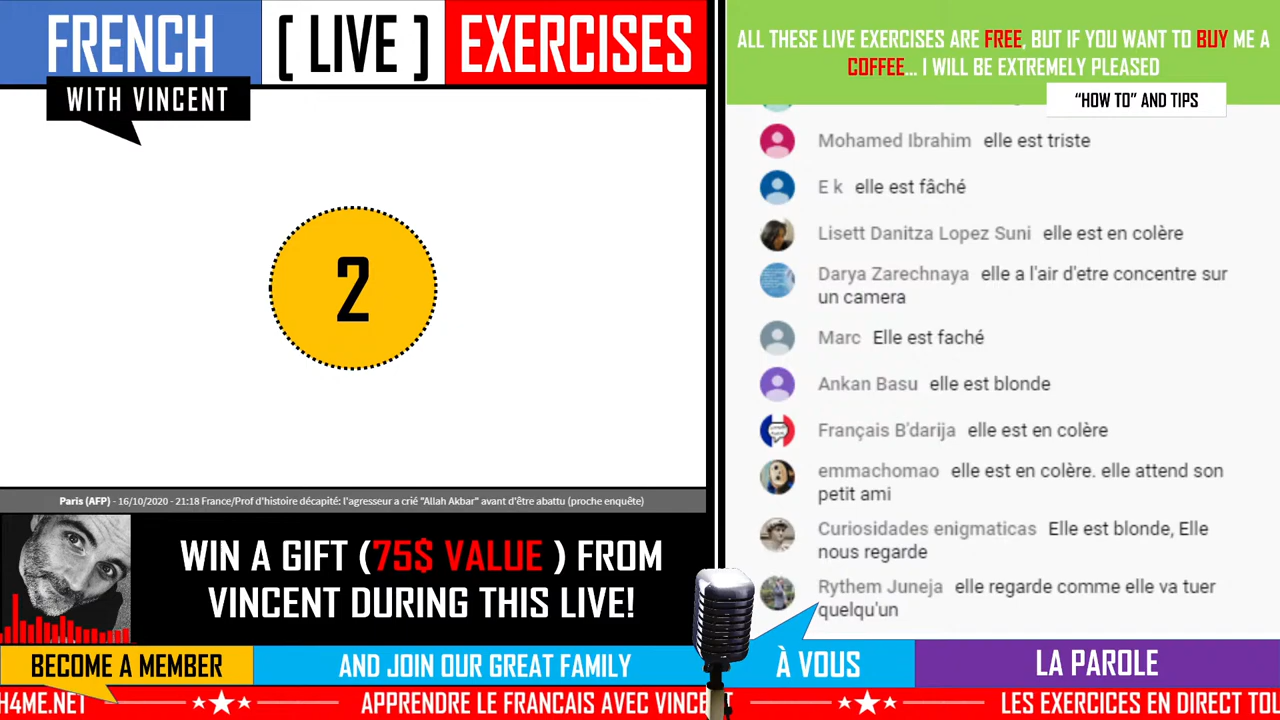 FRENCH [ LIVE ] EXERCISES
WITH VINCENT
2
Paris (AFP) - 16/10/2020 - 21:18 France/Prof d'histoire décapité: l'agresseur a crié "Allah Akbar" avant d'être abattu (proche enquête)
WIN A GIFT (75$ VALUE ) FROM
VINCENT DURING THIS LIVE!
BECOME A MEMBER
AND JOIN OUR GREAT FAMILY
ALL THESE LIVE EXERCISES ARE FREE, BUT IF YOU WANT TO BUY ME A
COFFEE... I WILL BE EXTREMELY PLEASED
“HOW TO” AND TIPS
Mohamed Ibrahim elle est triste
E k elle est fâché
Lisett Danitza Lopez Suni elle est en colère
Darya Zarechnaya elle a l'air d'etre concentre sur
un camera
Marc Elle est faché
Ankan Basu elle est blonde
Français B'darija elle est en colère
emmachomao elle est en colère. elle attend son
petit ami
Curiosidades enigmaticas Elle est blonde, Elle
nous regarde
Rythem Juneja elle regarde comme elle va tuer
quelqu'un
À VOUS
LA PAROLE
H4ME.NET APPRENDRE LE FRANCAIS AVEC VINCENT LES EXERCICES EN DIRECT TOU